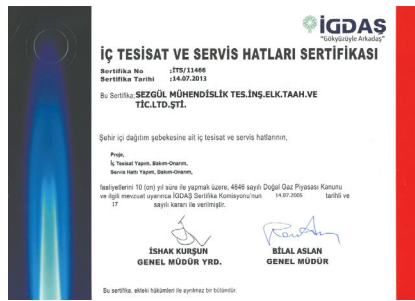 İGDAŞ
"Gökyüzüyle Arkadaş"
İÇ TESİSAT VE SERVİS HATLARI SERTİFİKASI
Sertifika No :İTS/11466
Sertifika Tarihi :14.07.2013
Bu Sertifika; SEZGÜL MÜHENDİSLİK TES.İNŞ.ELK.TAAH.VE
TİC.LTD.ŞTİ.
Şehir içi dağıtım şebekesine ait iç tesisat ve servis hatlarının,
Proje,
İç Tesisat Yapım, Bakım-Onarım,
Servis Hattı Yapım, Bakım-Onarım,
faaliyetlerini 10 (on) yıl süre ile yapmak üzere, 4646 sayılı Doğal Gaz Piyasası Kanunu
ve ilgili mevzuat uyarınca İGDAŞ Sertifika Komisyonu'nun 14.07.2005 tarihli ve
17 sayılı kararı ile verilmiştir.
İSHAK KURŞUN BİLAL ASLAN
GENEL MÜDÜR YRD. GENEL MÜDÜR
Bu sertifika, ekteki hükümleri ile ayrılmaz bir bütündür.